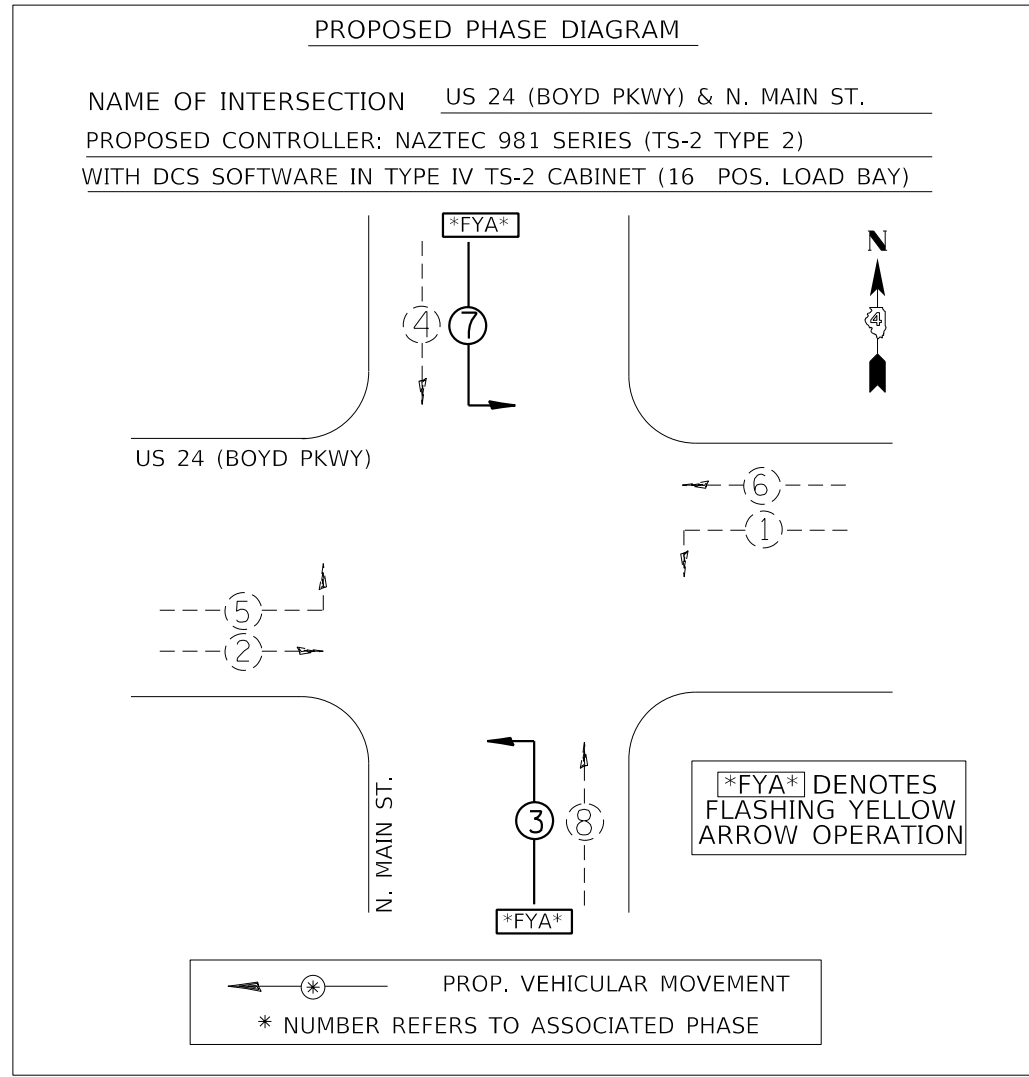 PROPOSED PHASE DIAGRAM
NAME OF INTERSECTION US 24 (BOYD PKWY) & N. MAIN ST.
PROPOSED CONTROLLER: NAZTEC 981 SERIES (TS-2 TYPE 2)
WITH DCS SOFTWARE IN TYPE IV TS-2 CABINET (16 POS. LOAD BAY)
*FYA*
N
4
4
7
US 24 (BOYD PKWY)
6
1
5
2
N. MAIN ST.
3
8
*FYA*
*FYA* DENOTES
FLASHING YELLOW
ARROW OPERATION
* PROP. VEHICULAR MOVEMENT
* NUMBER REFERS TO ASSOCIATED PHASE